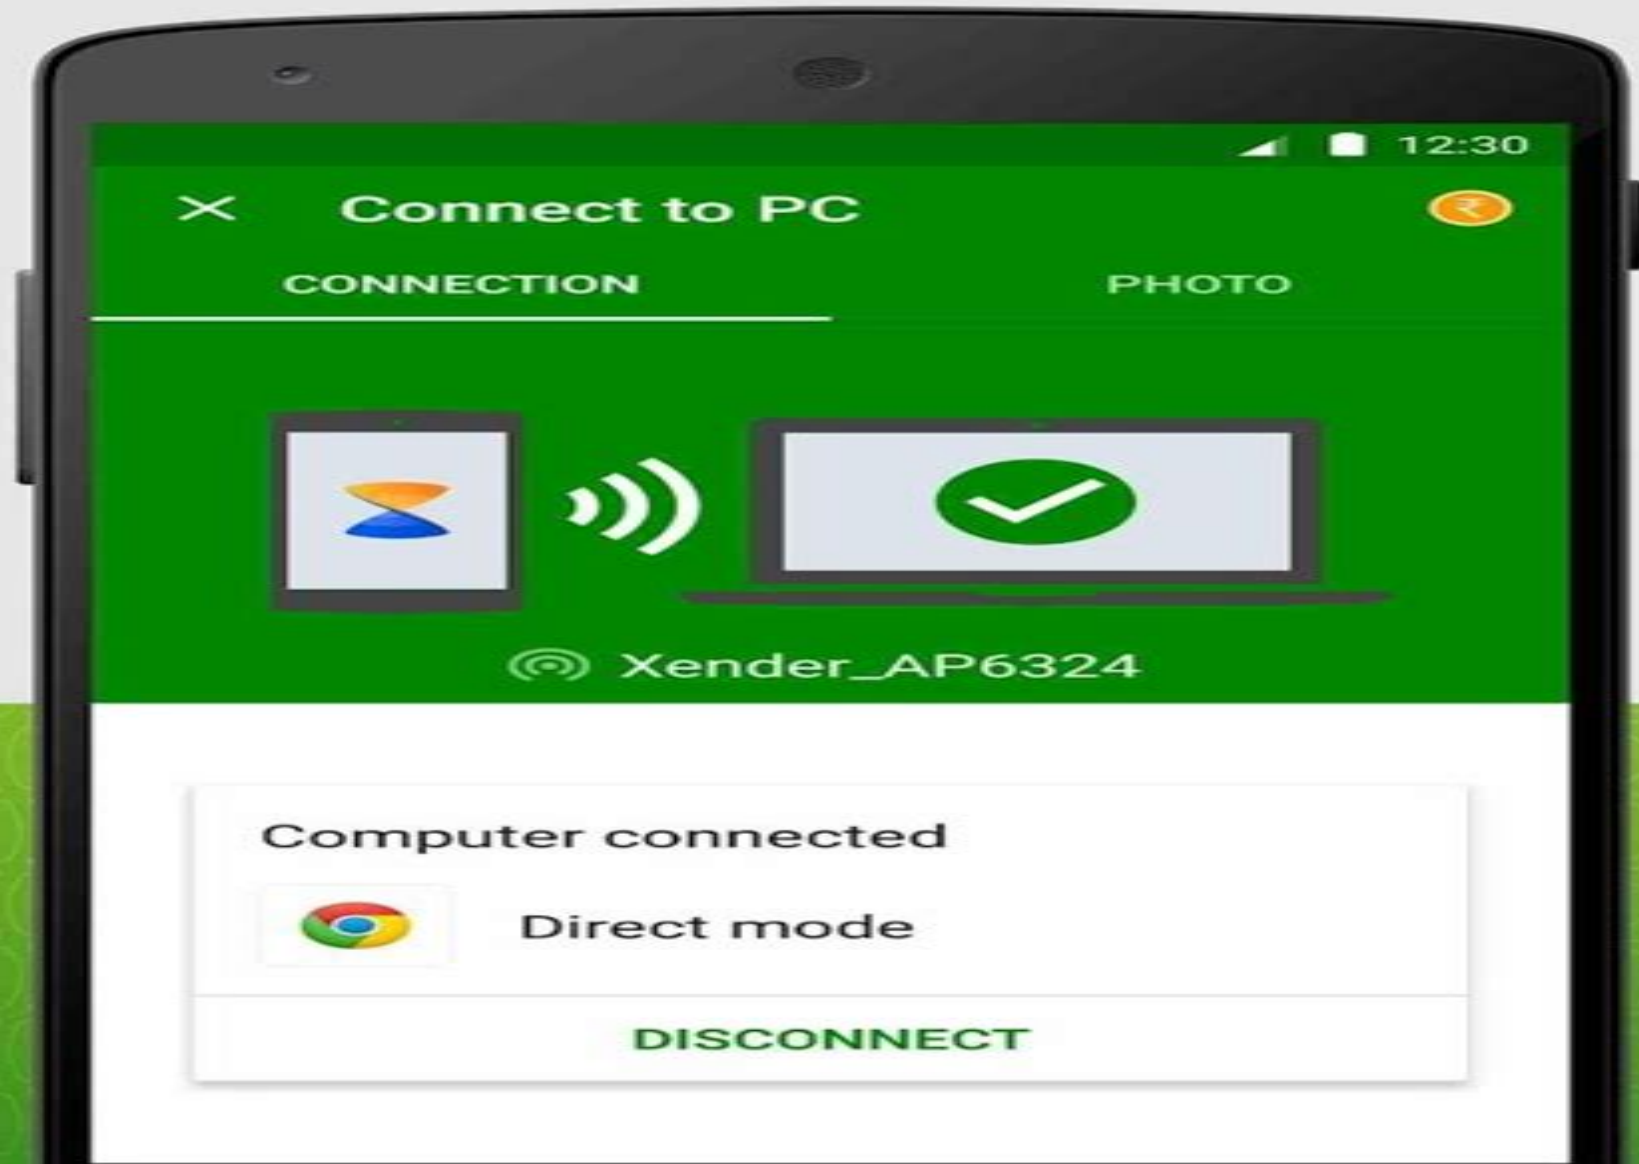 12:30
Connect to PC
₹
CONNECTION
PHOTO
Xender_AP6324
Computer connected
Direct mode
DISCONNECT